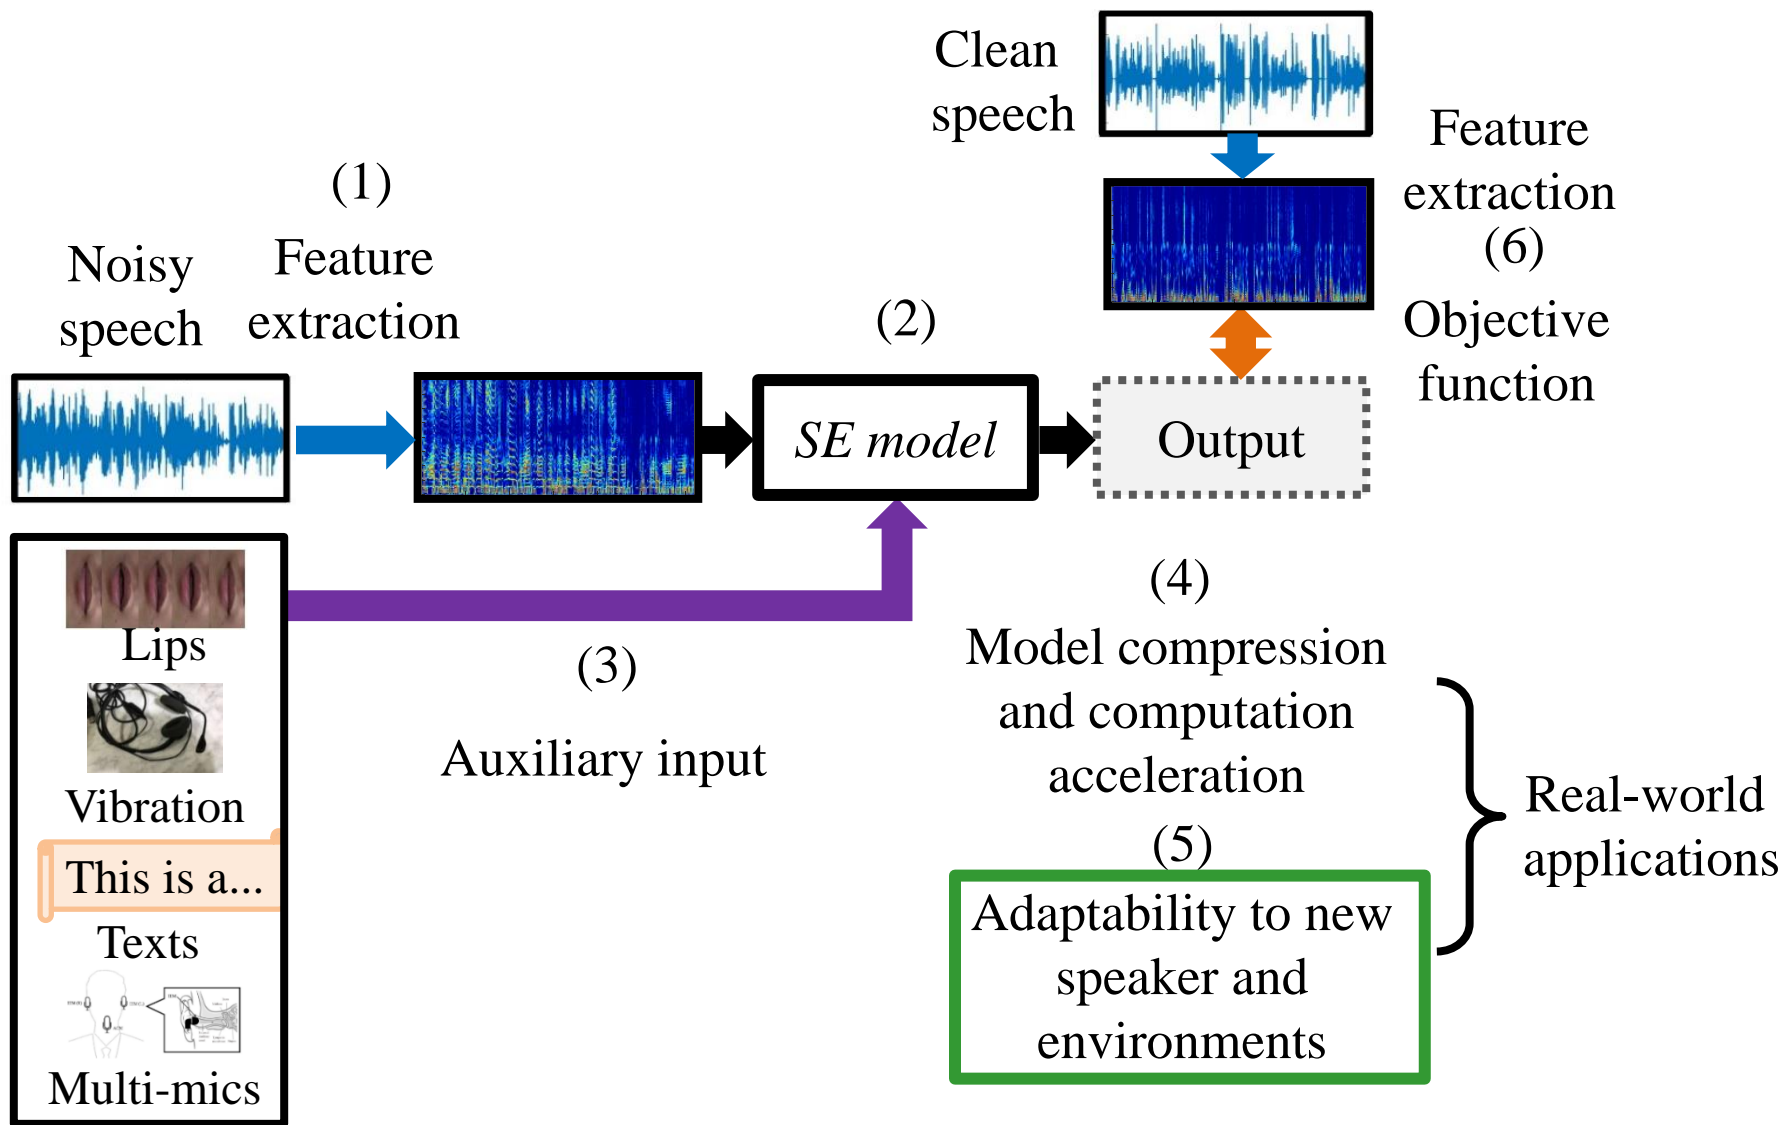 Clean
speech
Feature
extraction
(6)
Objective
function
(1)
Noisy
speech
Feature
extraction
(2)
SE model
Output
Lips
Vibration
This is a...
Texts
Multi-mics
(3)
Auxiliary input
(4)
Model compression
and computation
acceleration
(5)
Adaptability to new
speaker and
environments
Real-world
applications